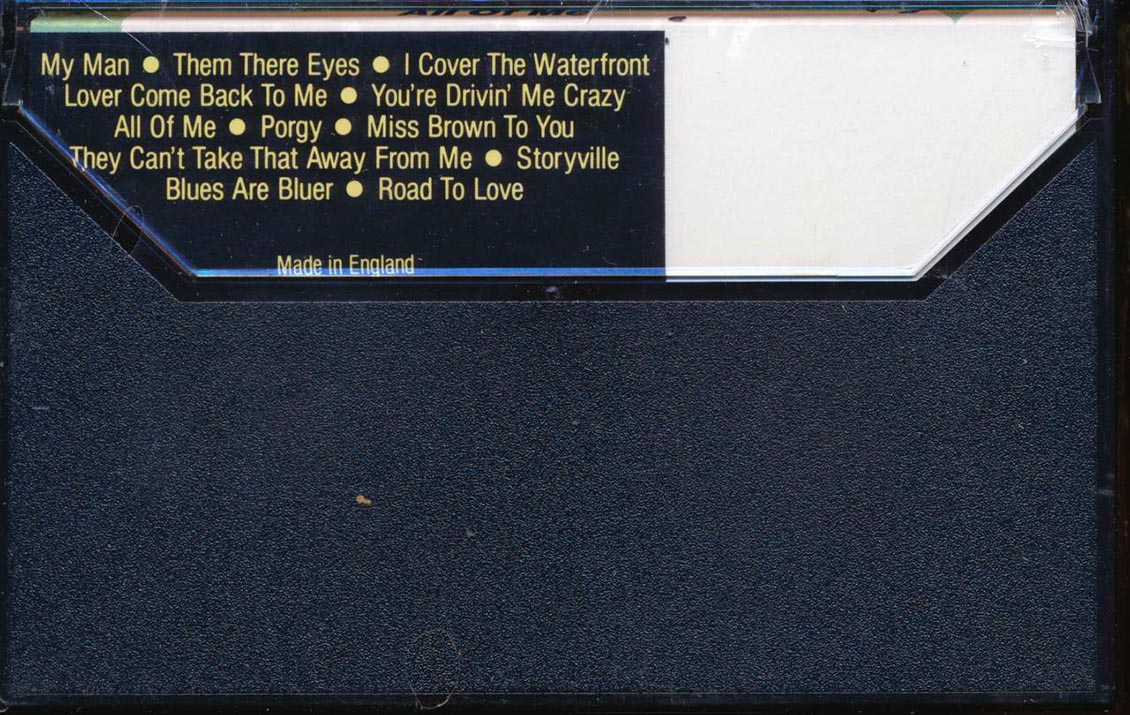 My Man ● Them There Eyes ● I Cover The Waterfront
Lover Come Back To Me ● You're Drivin' Me Crazy
All Of Me ● Porgy ● Miss Brown To You
They Can't Take That Away From Me ● Storyville
Blues Are Bluer ● Road To Love
Made in England